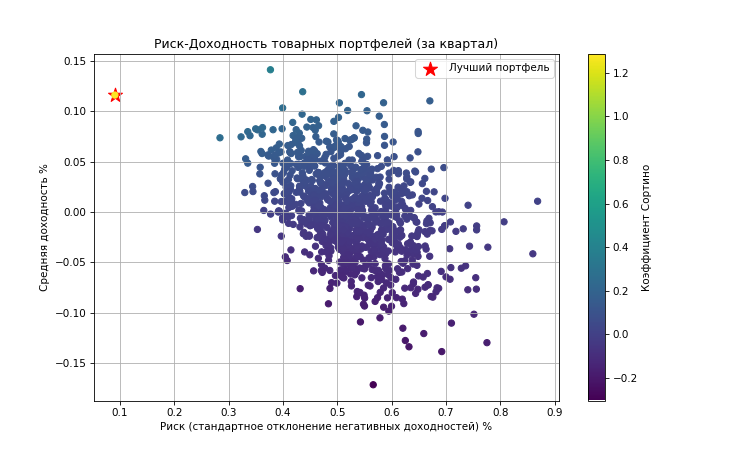 Риск-Доходность товарных портфелей (за квартал)
Лучший портфель
0.15
0.10
0.05
0.00
−0.05
−0.10
−0.15
Средняя доходность %
0.1 0.2 0.3 0.4 0.5 0.6 0.7 0.8 0.9
Риск (стандартное отклонение негативных доходностей) %
1.2
1.0
0.8
0.6
0.4
0.2
0.0
−0.2
Коэффициент Сортино